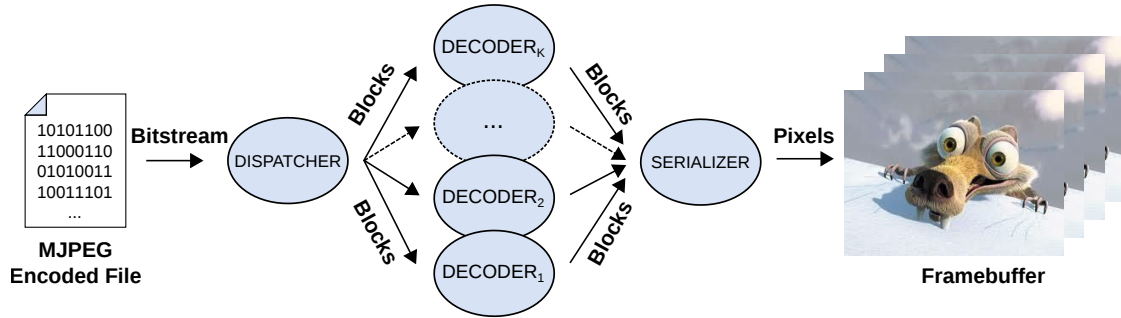 10101100
11000110
01010011
10011101
...
MJPEG
Encoded File
Bitstream
DISPATCHER
Blocks
Blocks
DECODERK
...
DECODER2
DECODER1
Blocks
Blocks
SERIALIZER
Pixels
Framebuffer